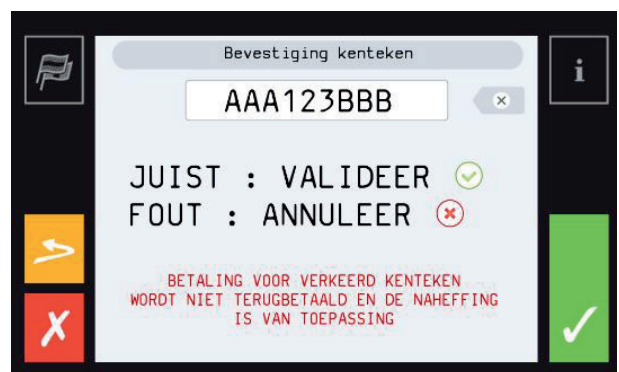 Bevestiging kenteken
i
AAA123BBB
JUIST : VALIDEER
FOUT : ANNULEER
BETALING VOOR VERKEERD KENTEKEN
WORDT NIET TERUGBETAALD EN DE NAHEFFING
IS VAN TOEPASSING